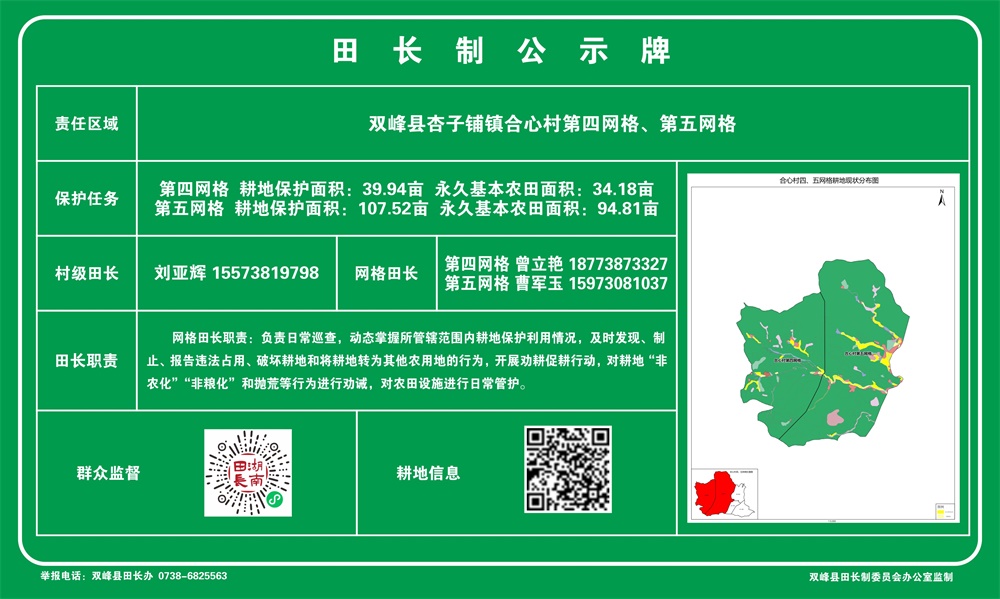 田长制公示牌
责任区域
双峰县杏子铺镇合心村第四网格、第五网格
保护任务
第四网格 耕地保护面积：39.94亩 永久基本农田面积：34.18亩
第五网格 耕地保护面积：107.52亩 永久基本农田面积：94.81亩
村级田长
刘亚辉 15573819798
网格田长
第四网格 曾立艳 18773873327
第五网格 曹军玉 15973081037
田长职责
网格田长职责：负责日常巡查，动态掌握所管辖范围内耕地保护利用情况，及时发现、制
止、报告违法占用、破坏耕地和将耕地转为其他农用地的行为，开展劝耕促耕行动，对耕地“非
农化”“非粮化”和抛荒等行为进行劝诫，对农田设施进行日常管护。
合心村四、五网格耕地现状分布图
N
合心村第四网格
合心村第五网格
群众监督
湖南田長
耕地信息
举报电话：双峰县田长办 0738-6825563
双峰县田长制委员会办公室监制